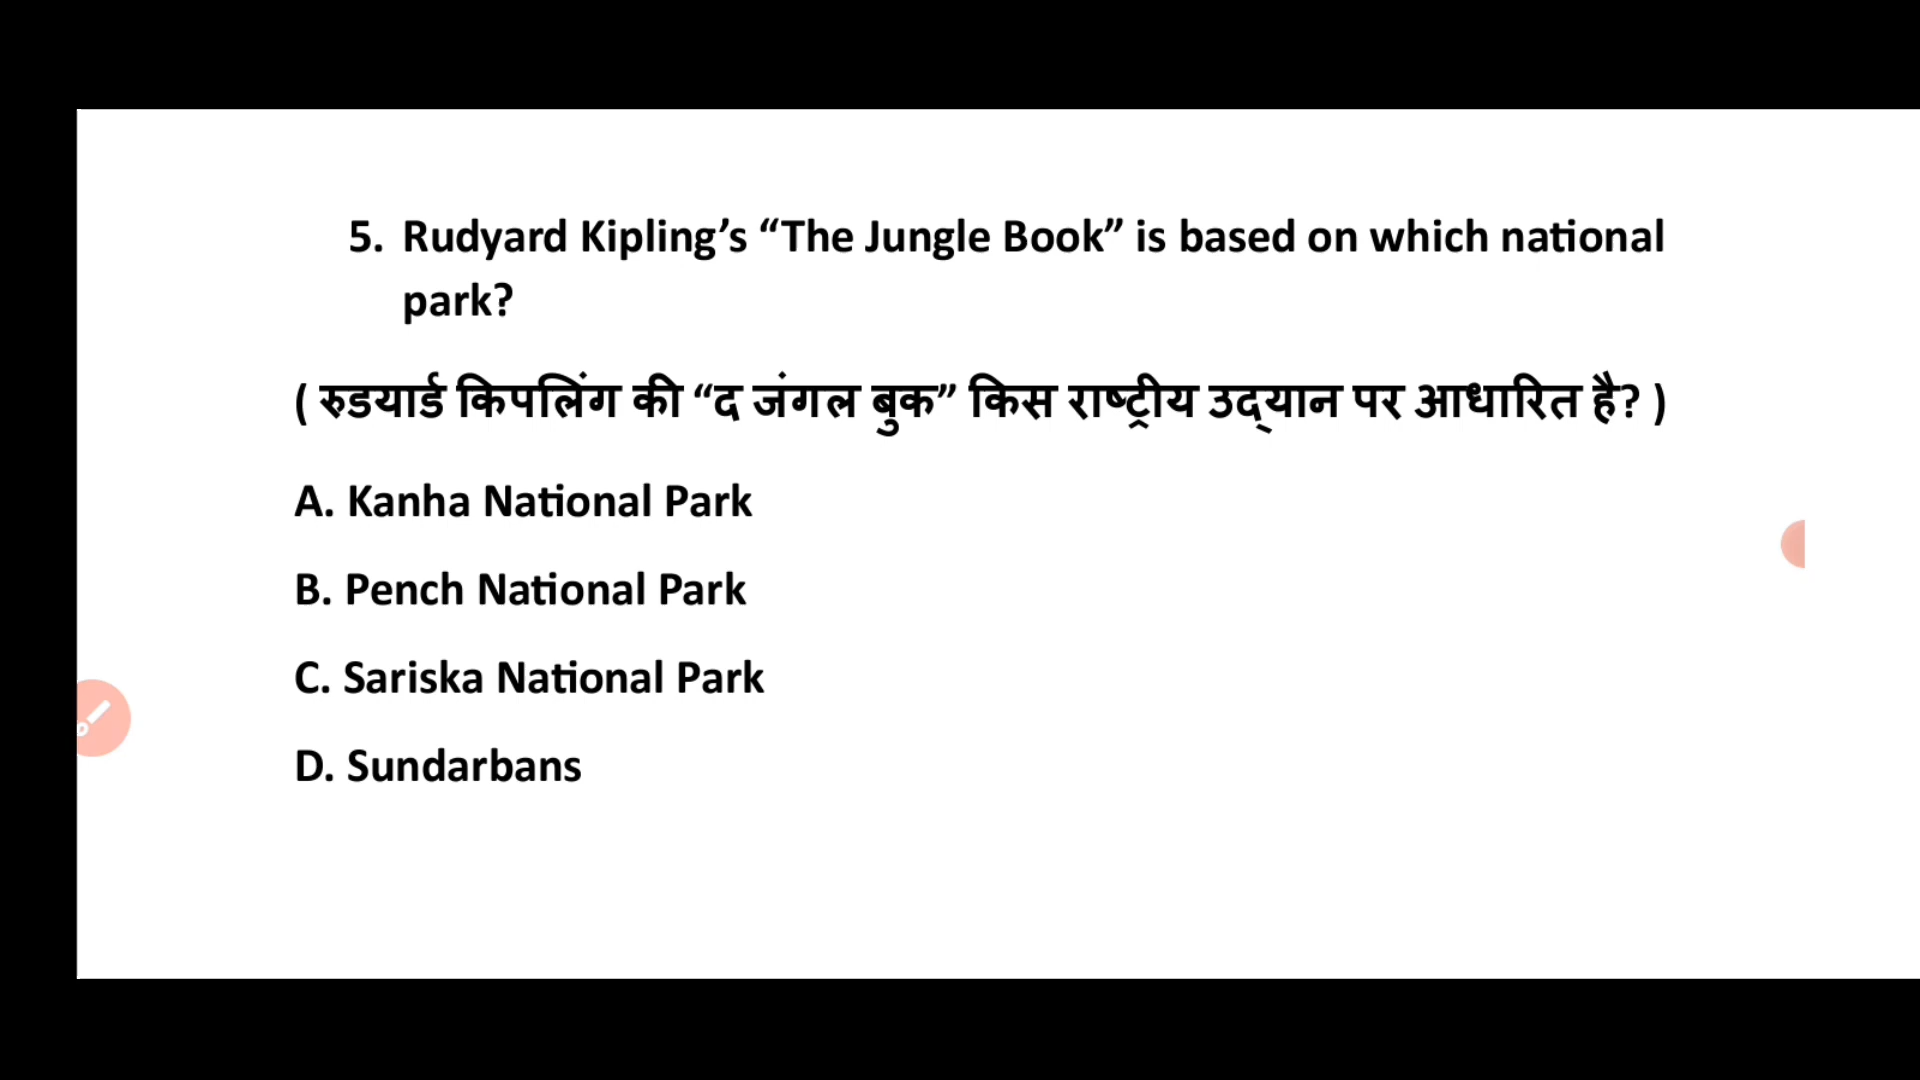 5. Rudyard Kipling’s “The Jungle Book” is based on which national
park?
( रुडयार्ड किपलिंग की “द जंगल बुक” किस राष्ट्रीय उद्यान पर आधारित है? )
A. Kanha National Park
B. Pench National Park
C. Sariska National Park
D. Sundarbans